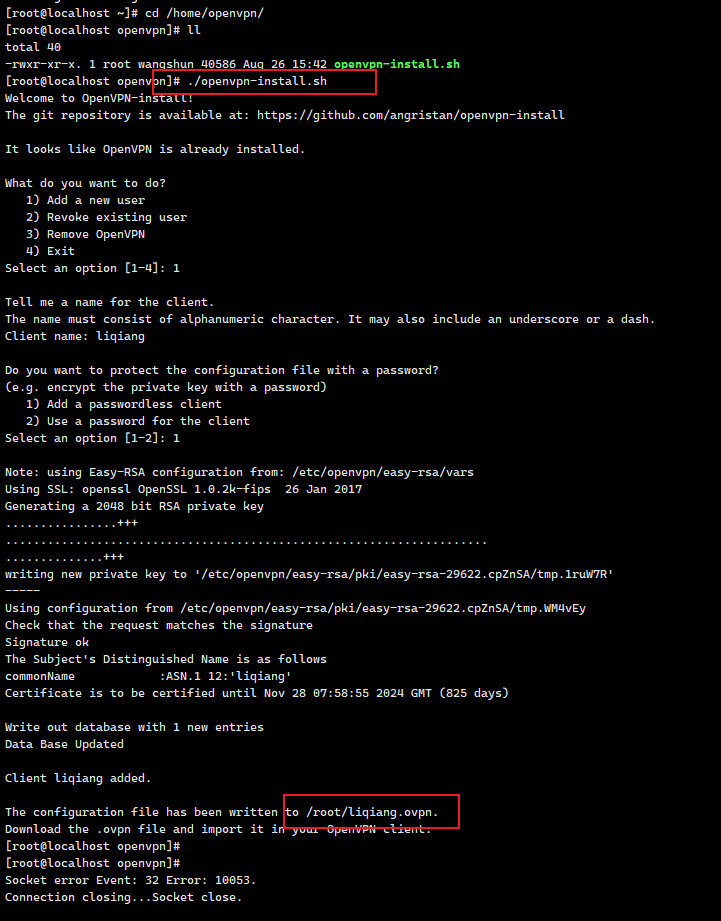 [root@localhost ~]# cd /home/openvpn/
[root@localhost openvpn]# ll
total 40
-rwxr-xr-x. 1 root wangshun 40586 Aug 26 15:42 openvpn-install.sh
[root@localhost openvpn]# ./openvpn-install.sh
Welcome to OpenVPN-install!
The git repository is available at: https://github.com/angristan/openvpn-install
It looks like OpenVPN is already installed.
What do you want to do?
1) Add a new user
2) Revoke existing user
3) Remove OpenVPN
4) Exit
Select an option [1-4]: 1
Tell me a name for the client.
The name must consist of alphanumeric character. It may also include an underscore or a dash.
Client name: liqiang
Do you want to protect the configuration file with a password?
(e.g. encrypt the private key with a password)
1) Add a passwordless client
2) Use a password for the client
Select an option [1-2]: 1
Note: using Easy-RSA configuration from: /etc/openvpn/easy-rsa/vars
Using SSL: openssl OpenSSL 1.0.2k-fips  26 Jan 2017
Generating a 2048 bit RSA private key
................+++
.....................................................................
..............+++
writing new private key to '/etc/openvpn/easy-rsa/pki/easy-rsa-29622.cpZnSA/tmp.1ruW7R'
-----
Using configuration from /etc/openvpn/easy-rsa/pki/easy-rsa-29622.cpZnSA/tmp.WM4vEy
Check that the request matches the signature
Signature ok
The Subject's Distinguished Name is as follows
commonName            :ASN.1 12:'liqiang'
Certificate is to be certified until Nov 28 07:58:55 2024 GMT (825 days)
Write out database with 1 new entries
Data Base Updated
Client liqiang added.
The configuration file has been written to /root/liqiang.ovpn.
Download the .ovpn file and import it in your OpenVPN client.
[root@localhost openvpn]#
[root@localhost openvpn]#
Socket error Event: 32 Error: 10053.
Connection closing...Socket close.